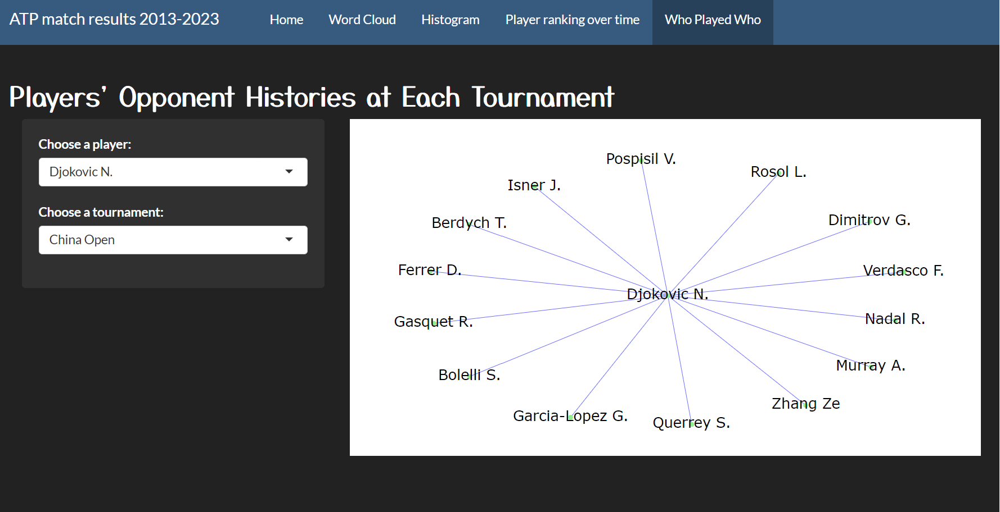 ATP match results 2013-2023 Home Word Cloud Histogram Player ranking over time Who Played Who
Players' Opponent Histories at Each Tournament
Choose a player:
Djokovic N.
Choose a tournament:
China Open
Pospisil V.
Rosol L.
Isner J.
Dimitrov G.
Berdych T.
Ferrer D.
Verdasco F.
Djokovic N.
Nadal R.
Gasquet R.
Murray A.
Bolelli S.
Zhang Ze
Garcia-Lopez G.
Querrey S.